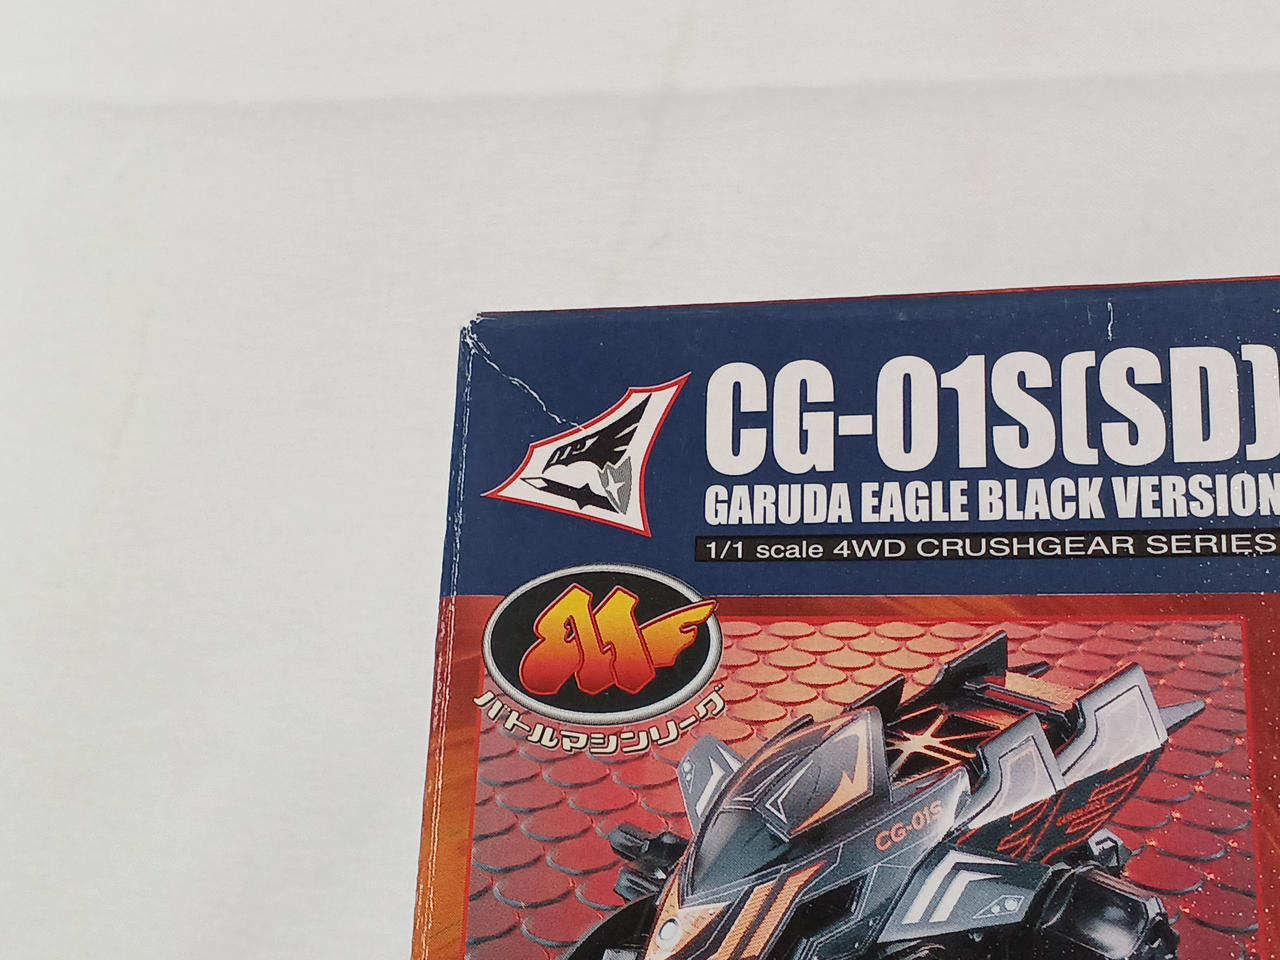 CG-01S(SD)
GARUDA EAGLE BLACK VERSION
1/1 scale 4WD CRUSHGEAR SERIES
バトルマシンリーグ
CG-01S